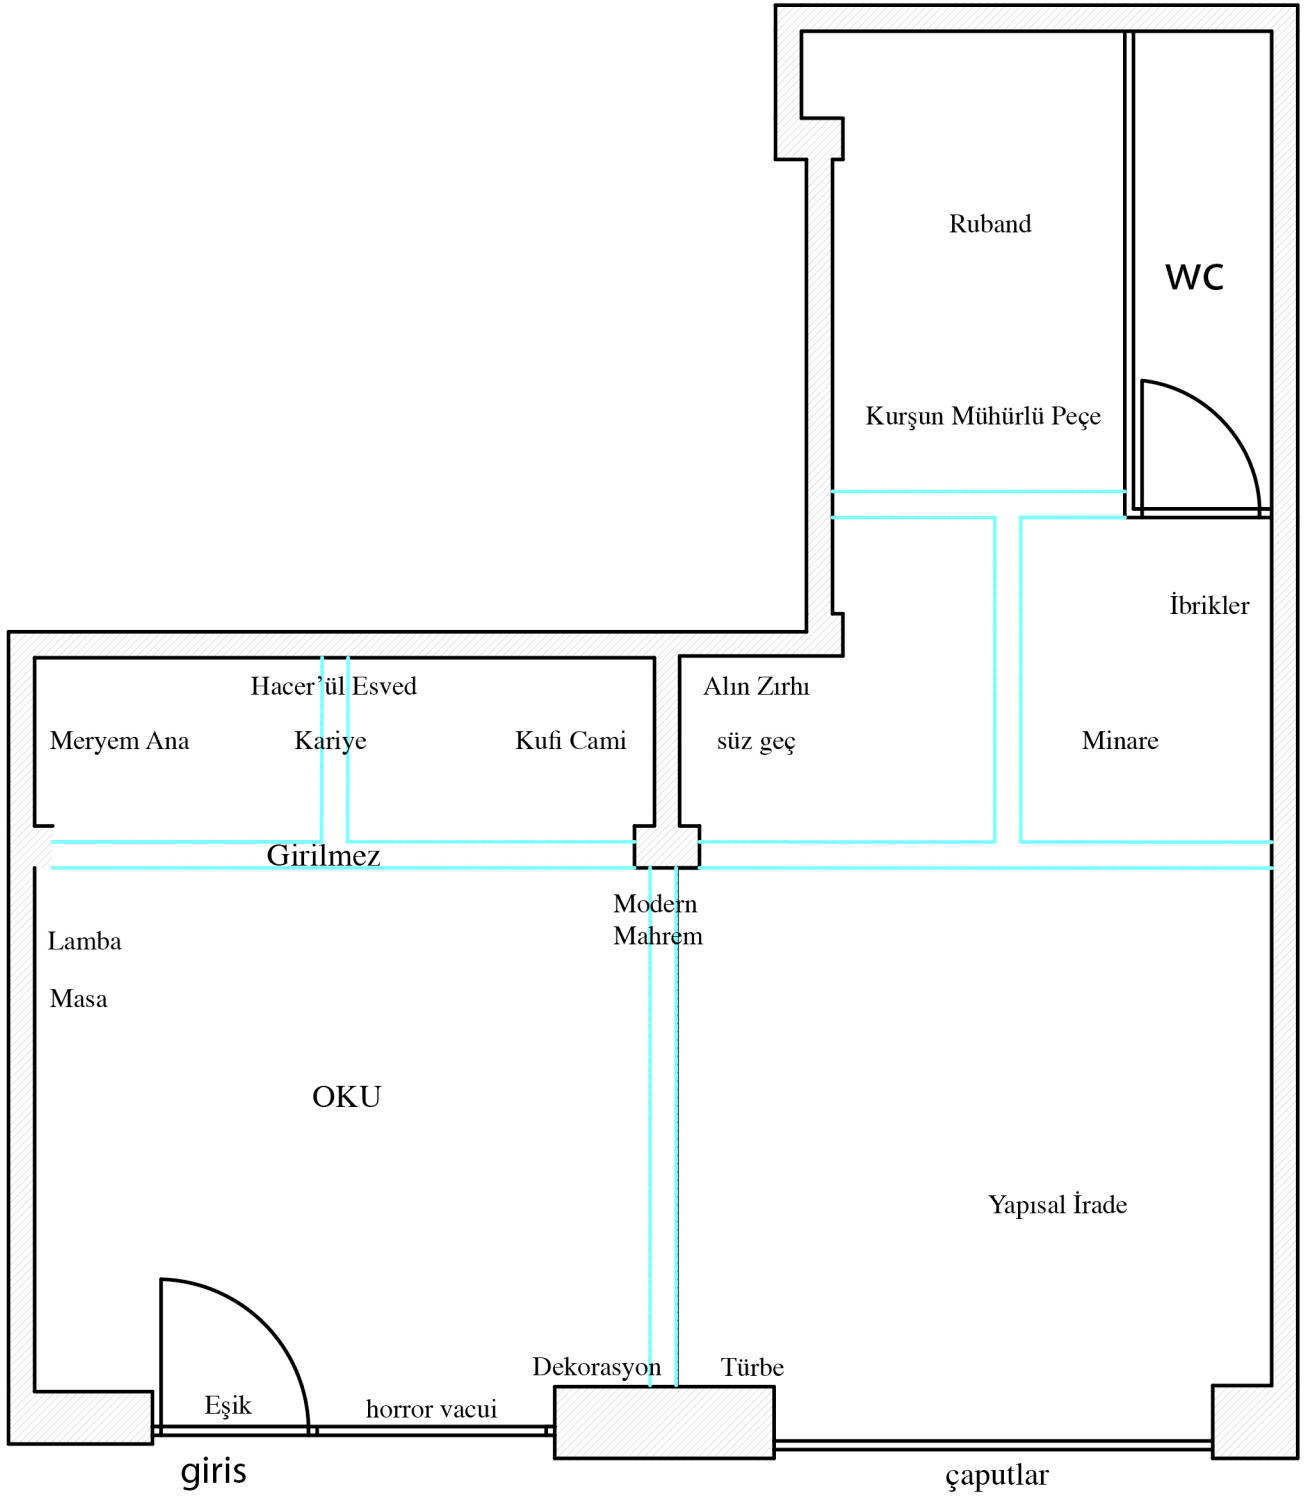 Ruband
WC
Kurşun Mühürlü Peçe
İbrikler
Hacer’ül Esved
Alın Zırhı
Meryem Ana
Kariye
Kufi Cami
süz geç
Minare
Girilmez
Modern
Mahrem
Lamba
Masa
OKU
Yapısal İrade
Dekorasyon
Türbe
Eşik
horror vacui
giris
çaputlar